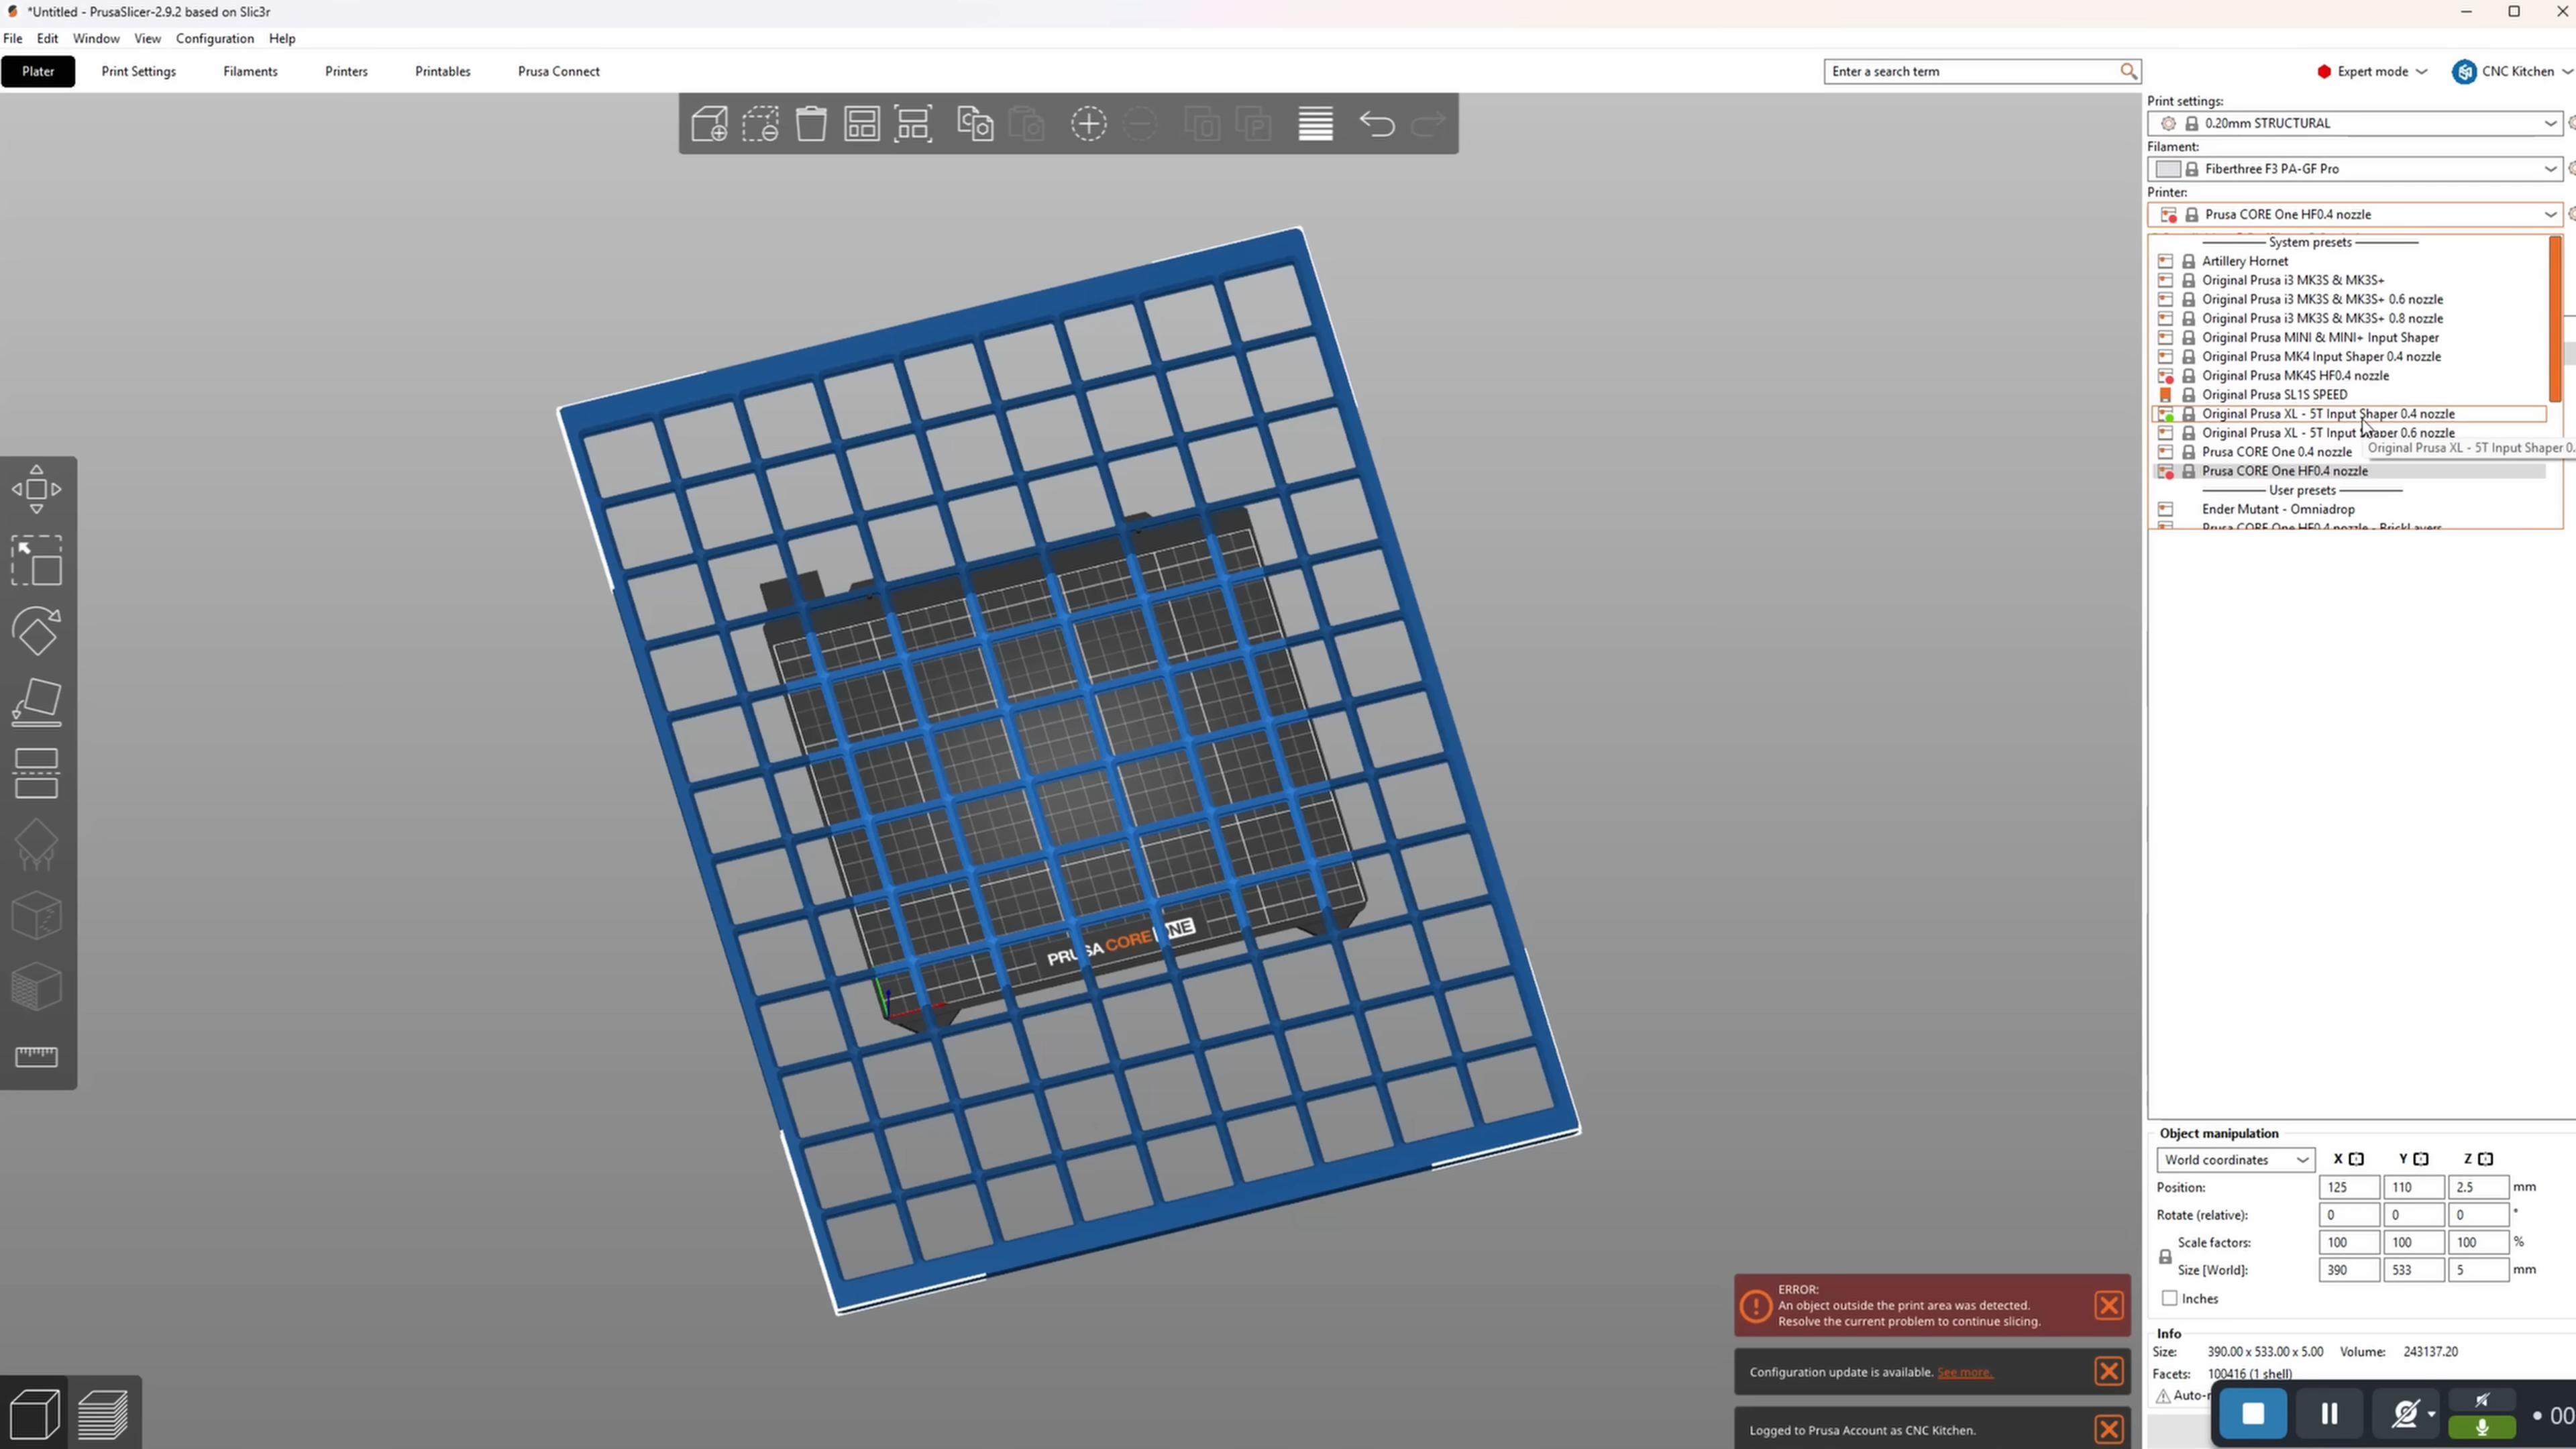 *Untitled - PrusaSlicer-2.9.2 based on Slic3r
File Edit Window View Configuration Help
Plater Print Settings Filaments Printers Printables Prusa Connect
Enter a search term
Expert mode
CNC Kitchen
Print settings:
0.20mm STRUCTURAL
Filament:
Fiberthree F3 PA-GF Pro
Printer:
Prusa CORE One HF0.4 nozzle
System presets
Artillery Hornet
Original Prusa i3 MK3S & MK3S+
Original Prusa i3 MK3S & MK3S+ 0.6 nozzle
Original Prusa i3 MK3S & MK3S+ 0.8 nozzle
Original Prusa MINI & MINI+ Input Shaper
Original Prusa MK4 Input Shaper 0.4 nozzle
Original Prusa MK4S HF0.4 nozzle
Original Prusa SL1S SPEED
Original Prusa XL - 5T Input Shaper 0.4 nozzle
Original Prusa XL - 5T Input Shaper 0.6 nozzle
Original Prusa XL - 5T Input Shaper 0.
Prusa CORE One 0.4 nozzle
Prusa CORE One HF0.4 nozzle
User presets
Ender Mutant - Omniadrop
Prusa CORE One HF0.4 nozzle - BrickLayers
PRUSA CORE ONE
Object manipulation
World coordinates X Y Z
Position: 125 110 2.5 mm
Rotate (relative): 0 0 0 °
Scale factors: 100 100 100 %
Size [World]: 390 533 5 mm
Inches
Info
Size: 390.00 x 533.00 x 5.00 Volume: 243137.20
Facets: 100416 (1 shell)
Auto-r
ERROR:
An object outside the print area was detected.
Resolve the current problem to continue slicing.
Configuration update is available. See more.
Logged to Prusa Account as CNC Kitchen.
00